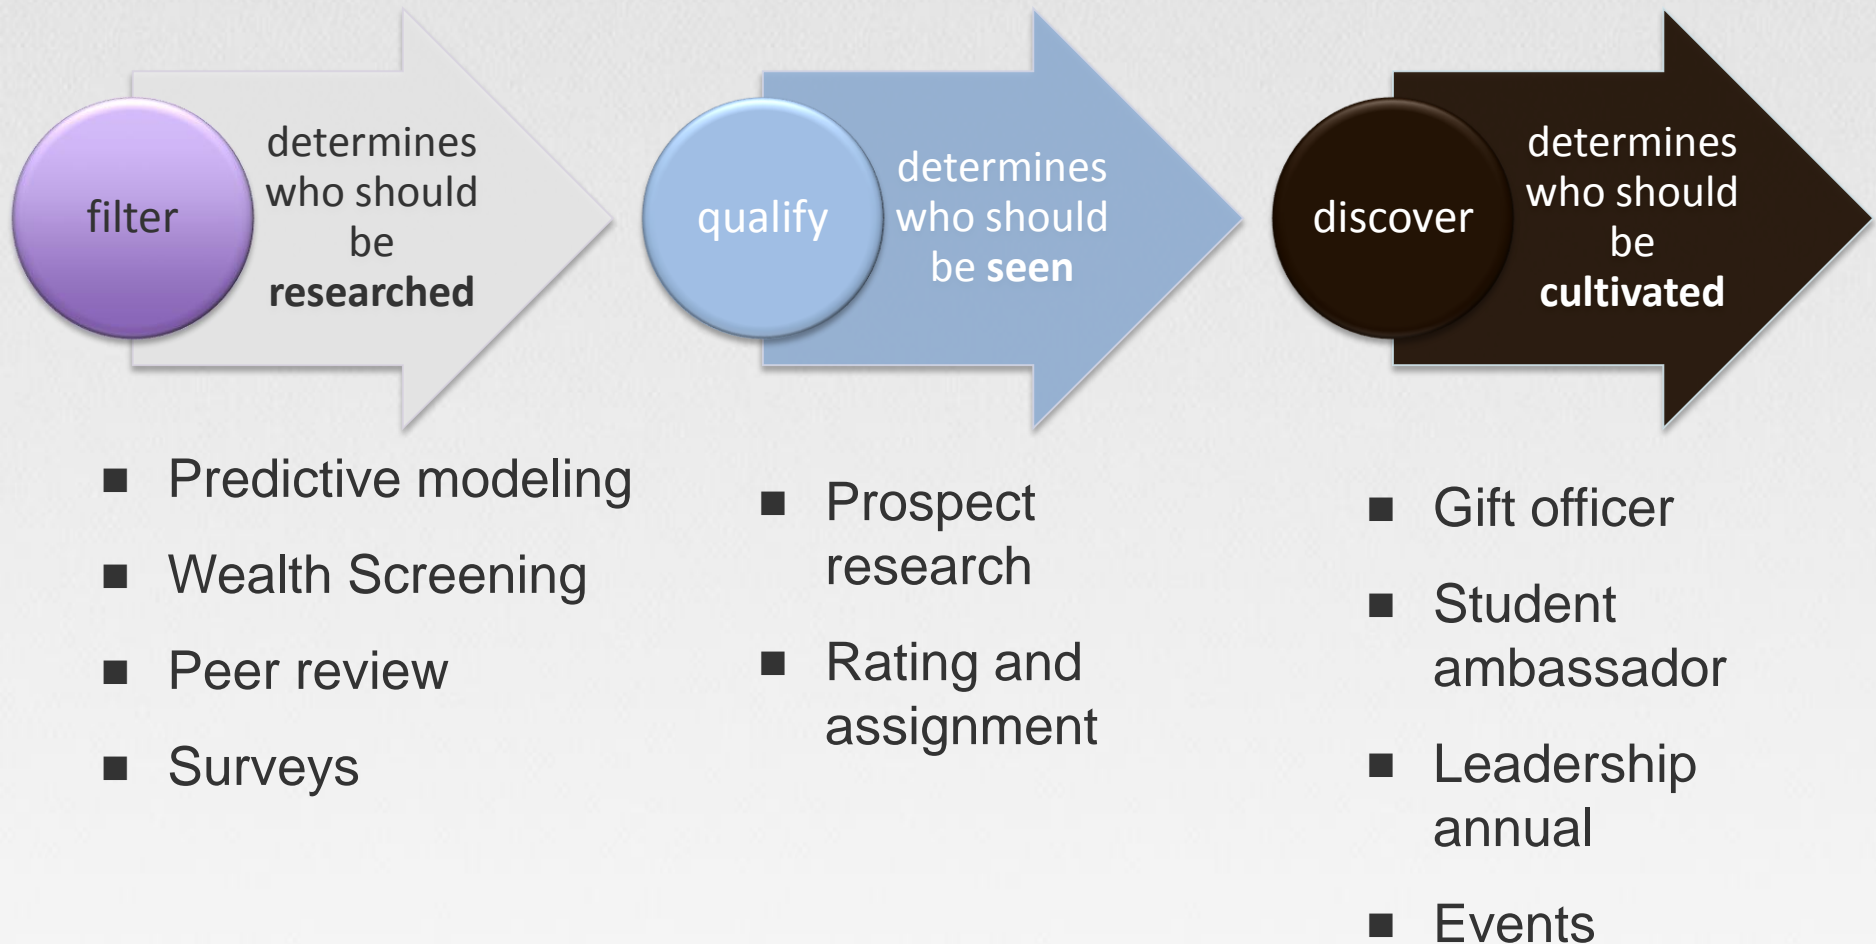 filter
determines
who should
be
researched
qualify
determines
who should
be seen
discover
determines
who should
be
cultivated
■ Predictive modeling
■ Wealth Screening
■ Peer review
■ Surveys
■ Prospect
research
■ Rating and
assignment
■ Gift officer
■ Student
ambassador
■ Leadership
annual
■ Events